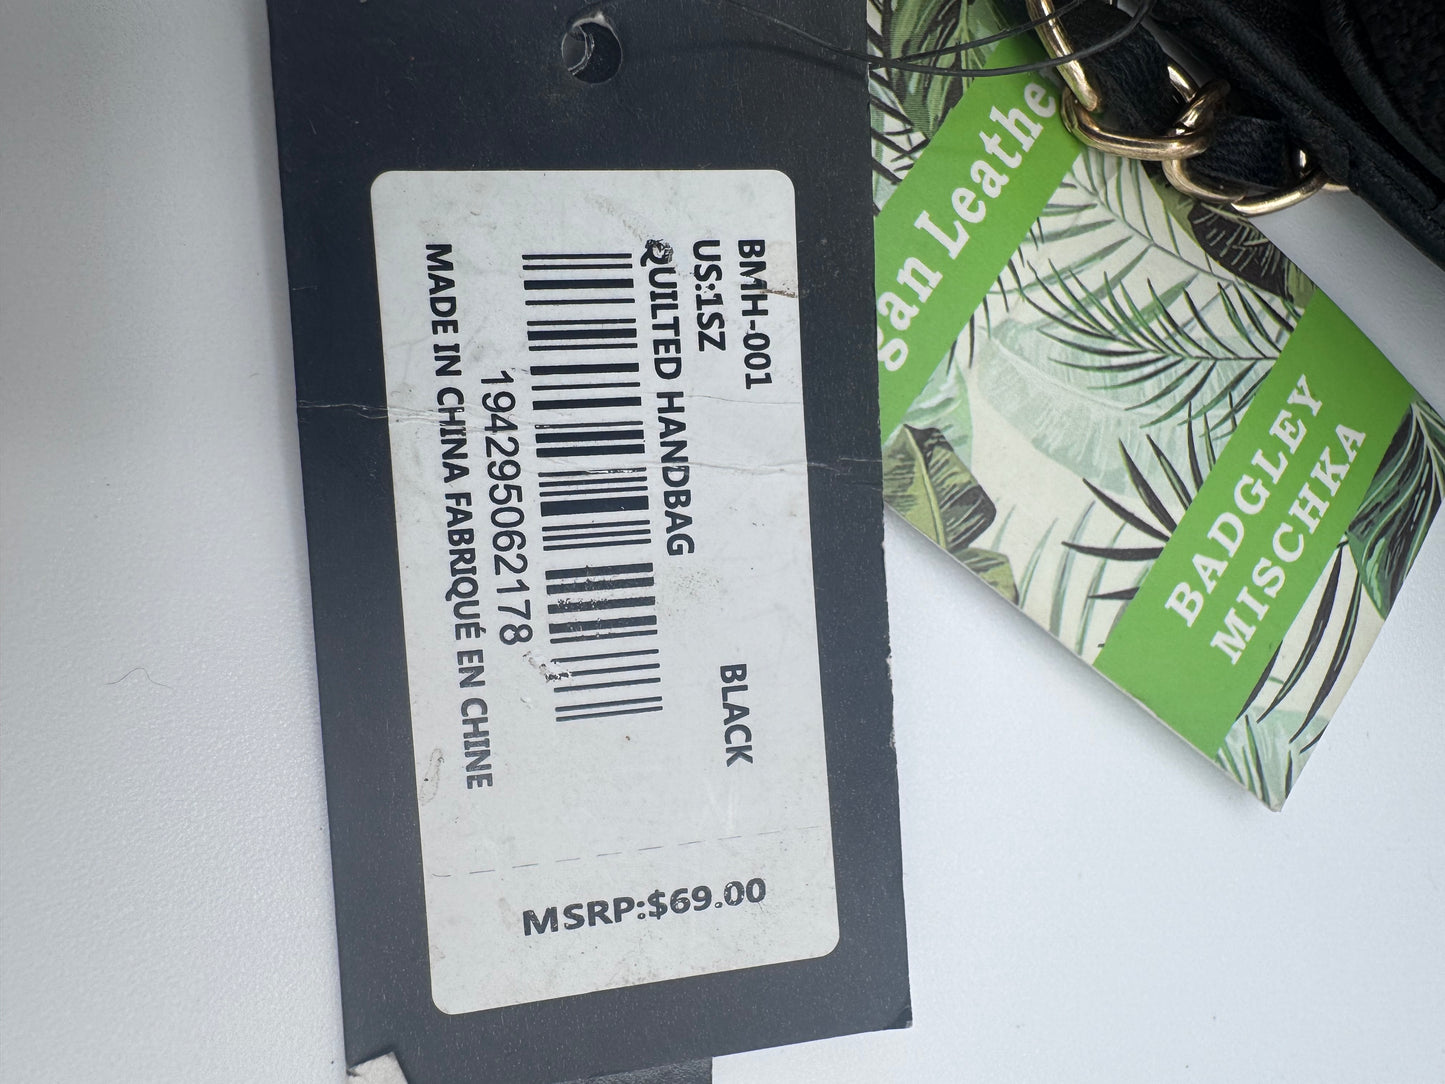 BMH-001
US:1SZ BLACK
QUILTED HANDBAG
194295062178
MADE IN CHINA FABRIQUÉ EN CHINE
MSRP:$69.00
gan Leathe
BADGLEY
MISCHKA